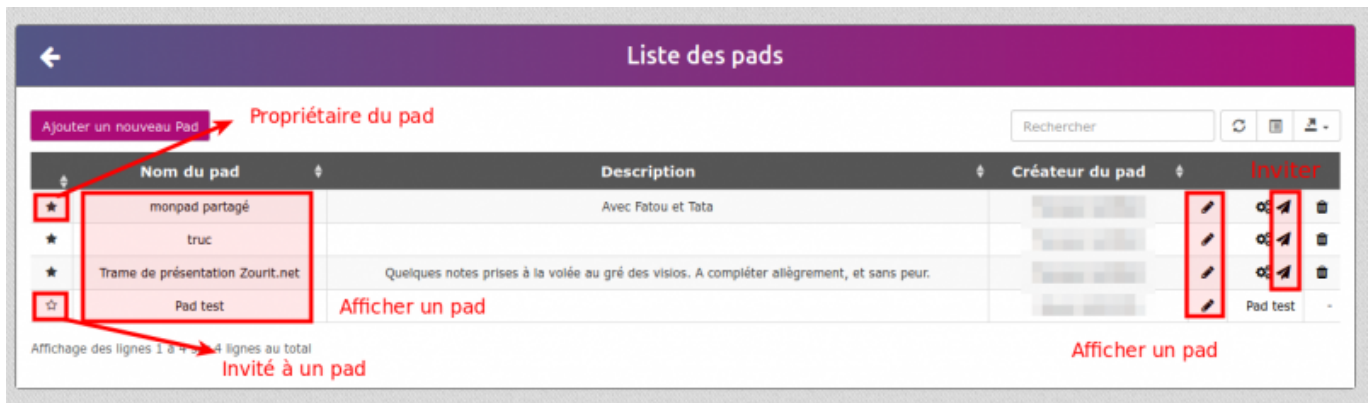 Liste des pads
Ajouter un nouveau Pad
Propriétaire du pad
Rechercher
Nom du pad Description Créateur du pad Inviter
monpad partagé Avec Fatou et Tata
truc
Trame de présentation Zourit.net Quelques notes prises à la volée au gré des visios. A compléter allègrement, et sans peur.
Pad test Afficher un pad Pad test -
Affichage des lignes 1 à 4 4 lignes au total
Invité à un pad
Afficher un pad